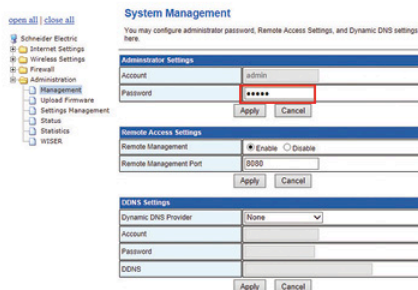 open all | close all
Schneider Electric
Internet Settings
Wireless Settings
Firewall
Administration
Management
Upload Firmware
Settings Management
Status
Statistics
WISER
System Management
You may configure administrator password, Remote Access Settings, and Dynamic DNS settings
here.
Administrator Settings
Account admin
Password •••••
Apply Cancel
Remote Access Settings
Remote Management Enable Disable
Remote Management Port 8080
Apply Cancel
DDNS Settings
Dynamic DNS Provider None
Account
Password
DDNS
Apply Cancel